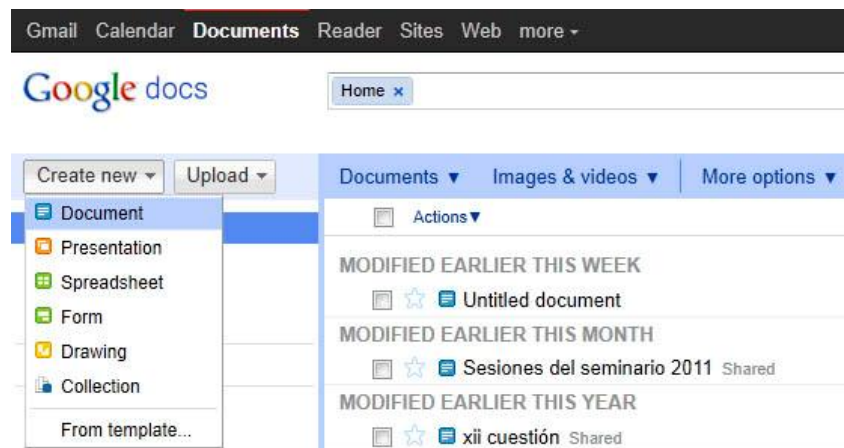 Gmail Calendar Documents Reader Sites Web more
Google docs
Home ×
Create new Upload
Document
Presentation
Spreadsheet
Form
Drawing
Collection
From template...
Documents Images & videos More options
Actions
MODIFIED EARLIER THIS WEEK
Untitled document
MODIFIED EARLIER THIS MONTH
Sesiones del seminario 2011 Shared
MODIFIED EARLIER THIS YEAR
xii cuestión Shared